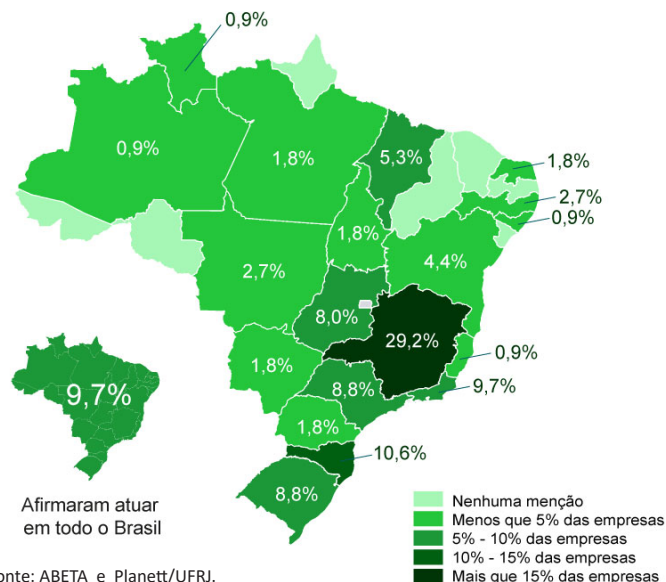 0,9%
0,9%
1,8%
5,3%
1,8%
2,7%
0,9%
1,8%
2,7%
4,4%
8,0%
29,2%
0,9%
9,7%
1,8%
8,8%
1,8%
10,6%
8,8%
9,7%
Afirmaram atuar
em todo o Brasil
Nenhuma menção
Menos que 5% das empresas
5% - 10% das empresas
10% - 15% das empresas
Mais que 15% das empresas
onte: ABETA e Planett/UFRJ.